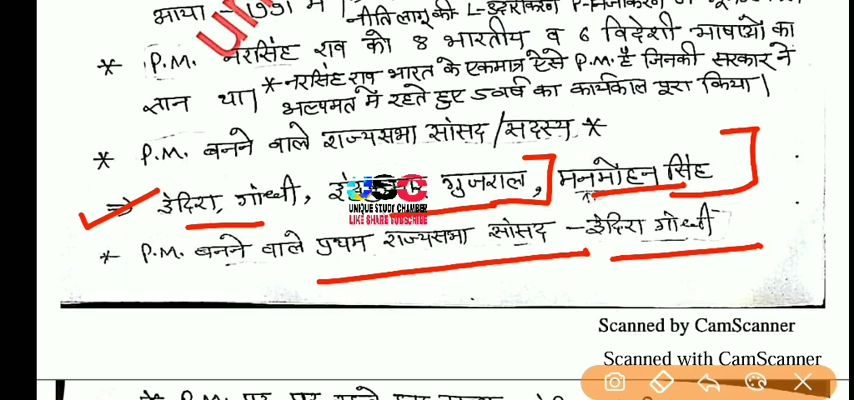 आया - 1991 में
नीति लागू की L-उदारीकरण P-निजीकरण
* P.M. नरसिंह राव को 8 भारतीय व 6 विदेशी भाषाओं का
ज्ञान था। * नरसिंह राव भारत के एकमात्र ऐसे P.M. है जिनकी सरकार ने
अल्पमत में रहते हुए 5 वर्ष का कार्यकाल पूरा किया।
* P.M. बनने वाले राज्यसभा सांसद/सदस्य *
⇒ इंदिरा गांधी, गुजराल, मनमोहन सिंह
UNIQUE STUDY CHAMBER
LIKE SHARE SUBSCRIBE
* P.M. बनने वाले प्रथम राज्यसभा सांसद - इंदिरा गांधी
Scanned by CamScanner
Scanned with CamScanner